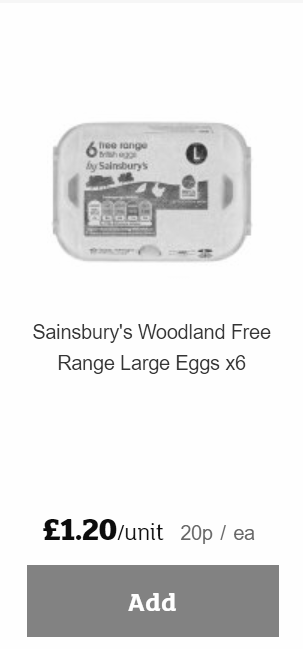 6 free range
British eggs
by Sainsbury's
L
Sainsbury's Woodland Free
Range Large Eggs x6
£1.20/unit 20p / ea
Add